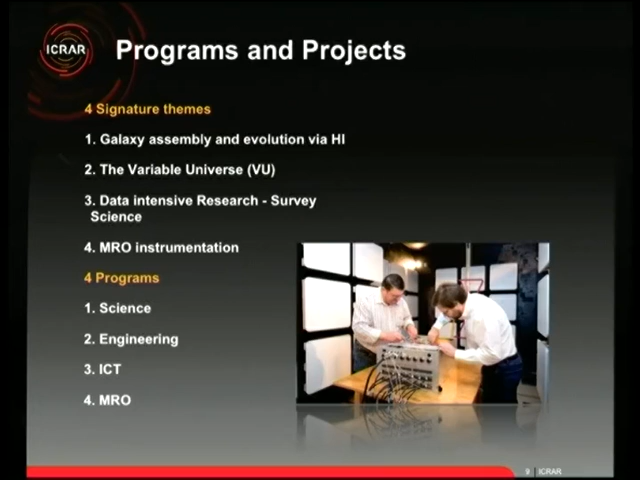 ICRAR
Programs and Projects
4 Signature themes
1. Galaxy assembly and evolution via HI
2. The Variable Universe (VU)
3. Data intensive Research - Survey
Science
4. MRO instrumentation
4 Programs
1. Science
2. Engineering
3. ICT
4. MRO
9 | ICRAR